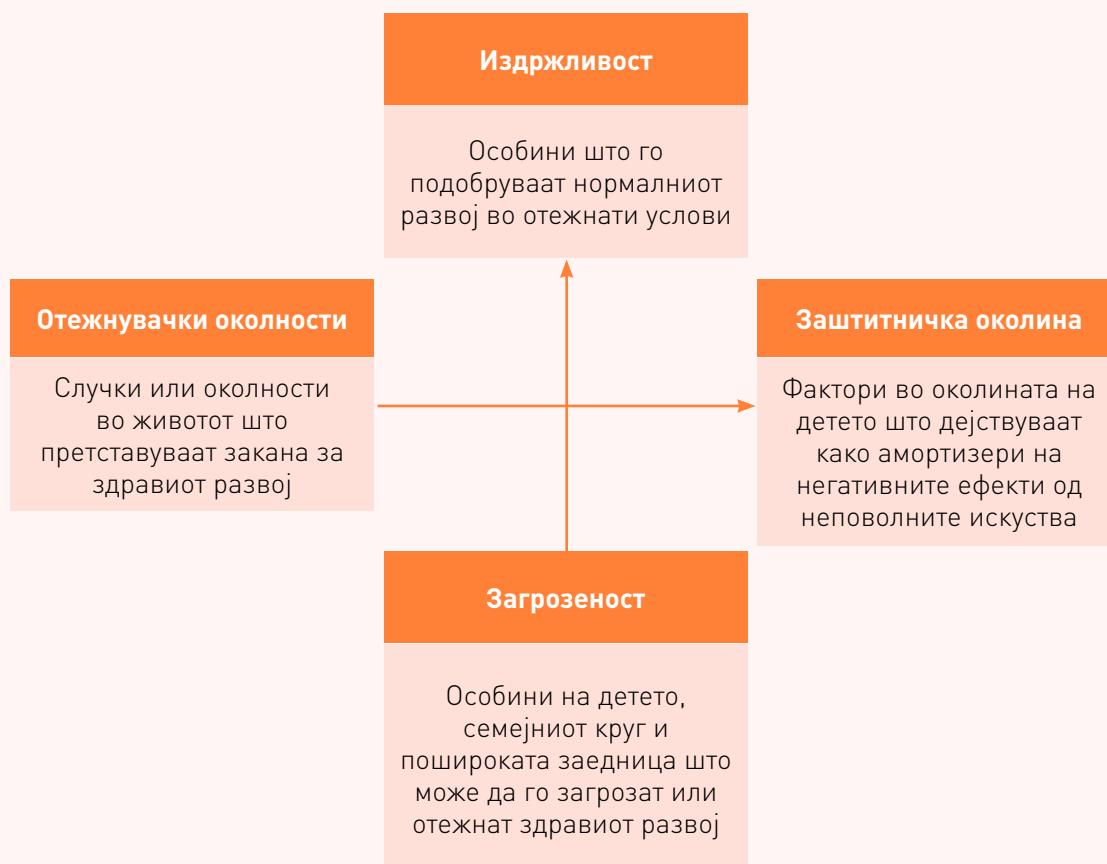 Издржливост
Особини што го
подобруваат нормалниот
развој во отежнати услови
Отежнувачки околности
Случки или околности
во животот што
претставуваат закана за
здравиот развој
Заштитничка околина
Фактори во околината на
детето што дејствуваат
како амортизери на
негативните ефекти од
неповолните искуства
Загрозеност
Особини на детето,
семејниот круг и
пошироката заедница што
може да го загрозат или
отежнат здравиот развој